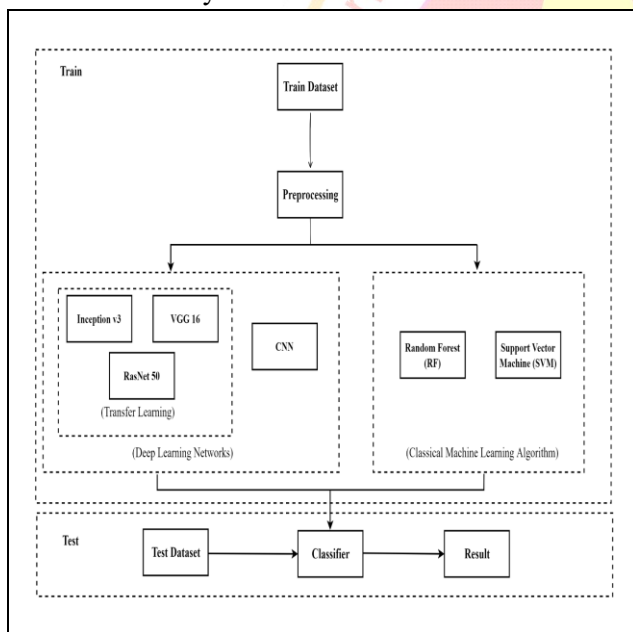 Train
Train Dataset
Preprocessing
Inception v3
VGG 16
CNN
RasNet 50
(Transfer Learning)
(Deep Learning Networks)
Random Forest
(RF)
Support Vector
Machine (SVM)
(Classical Machine Learning Algorithm)
Test
Test Dataset
Classifier
Result